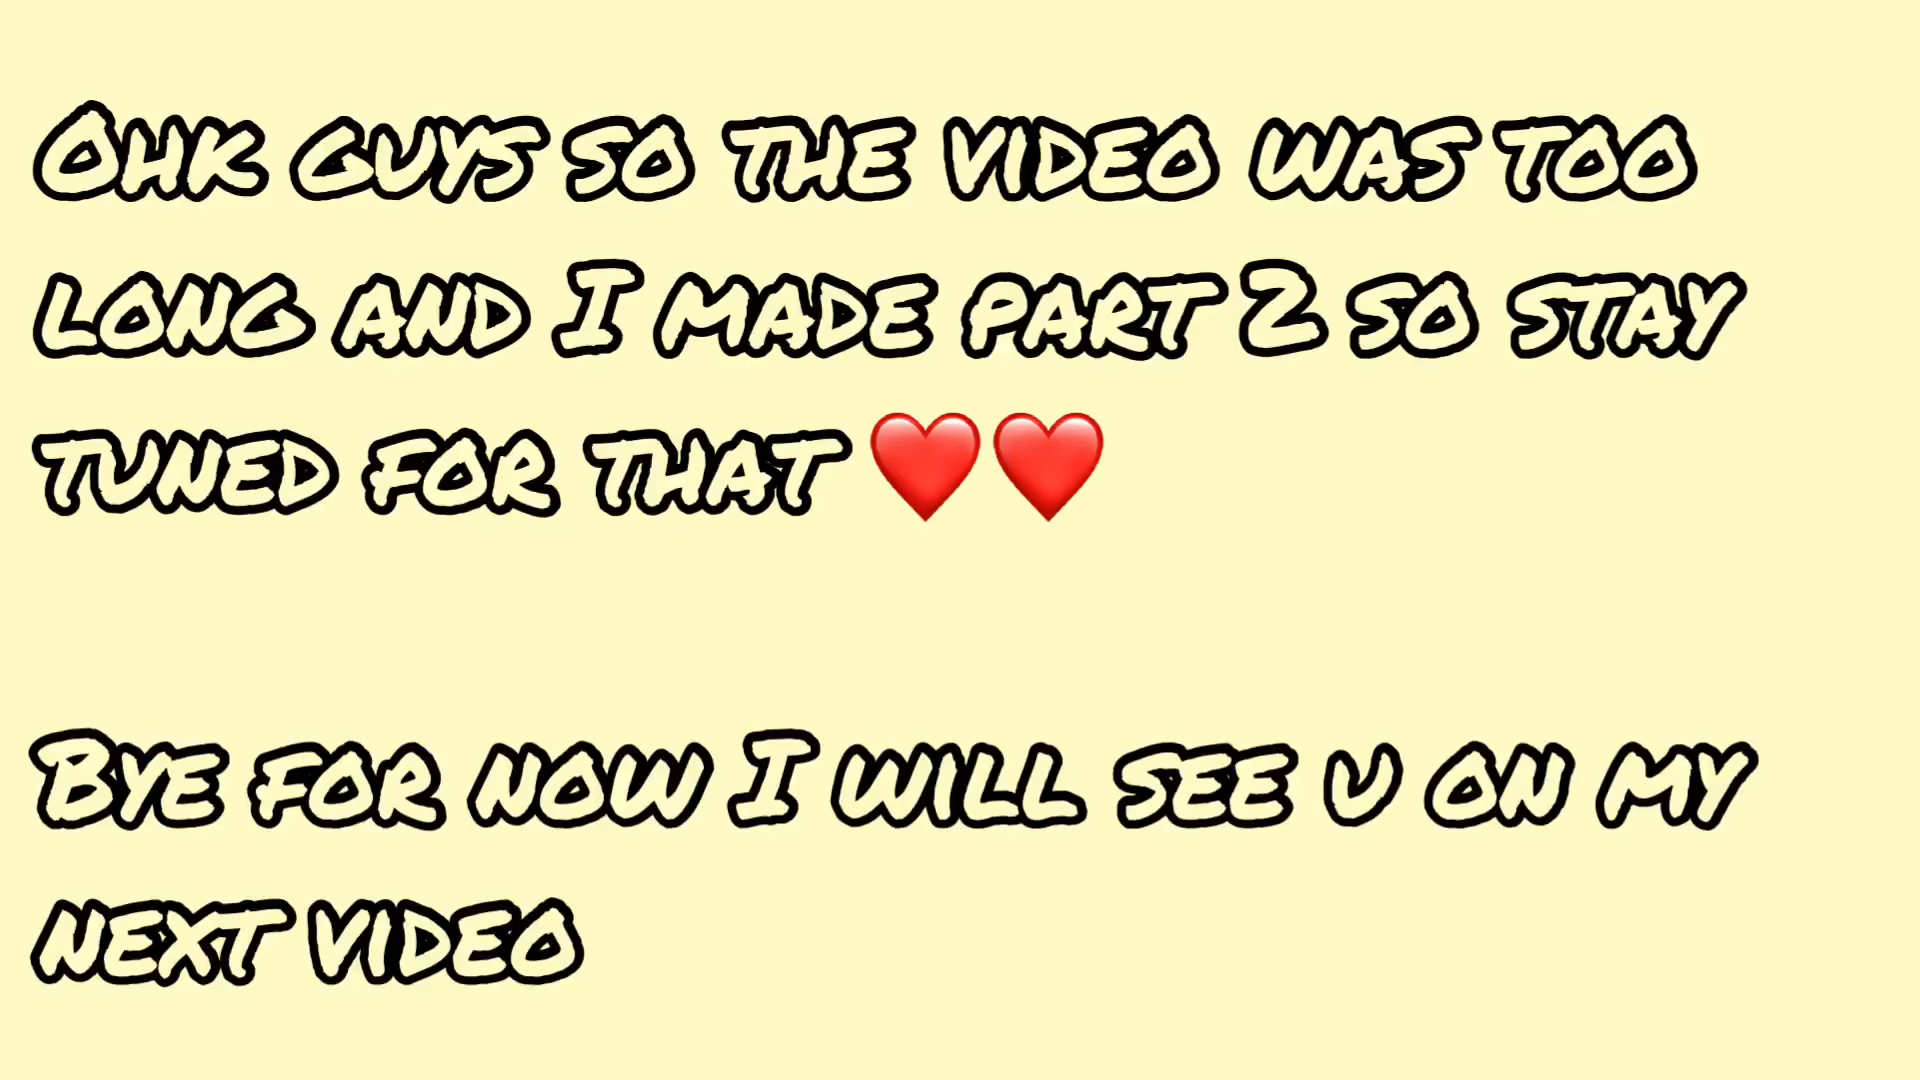 Ohk guys so the video was too
long and I made part 2 so stay
tuned for that ❤️❤️
Bye for now I will see u on my
next video